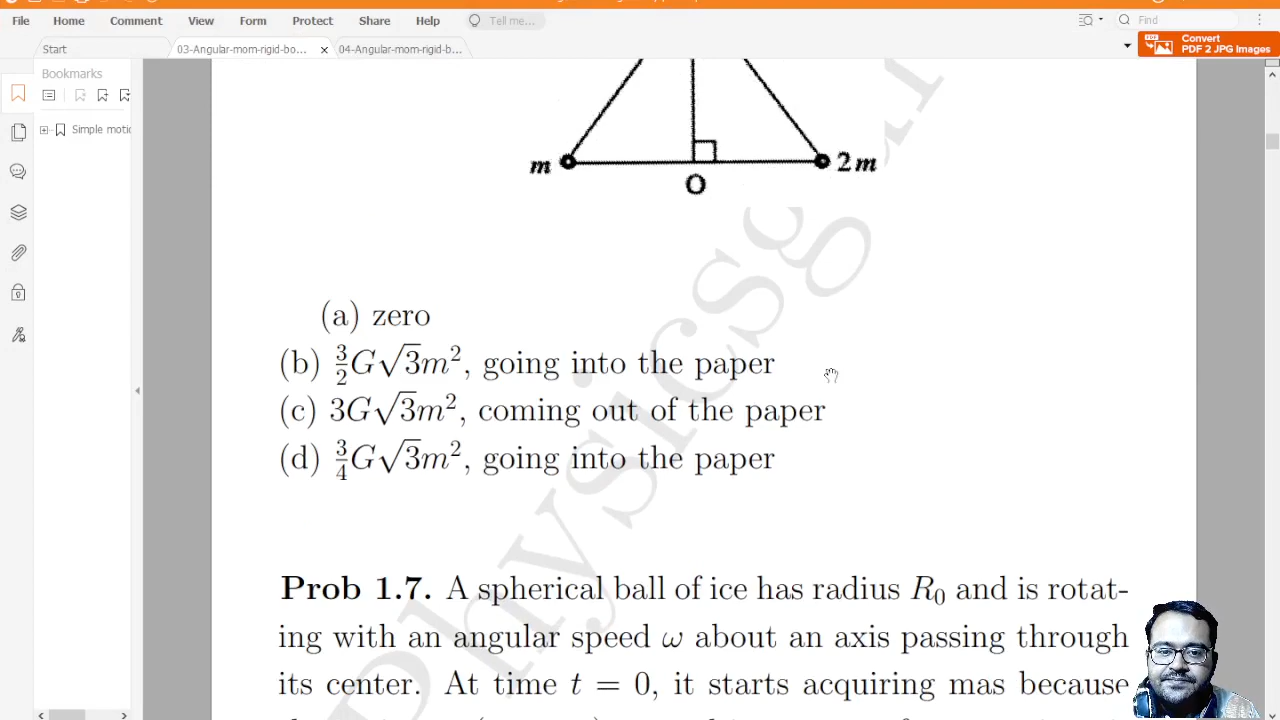 File Home Comment View Form Protect Share Help Tell me... Find
Convert
PDF 2 JPG Images
Start 03-Angular-mom-rigid-bo... 04-Angular-mom-rigid-b...
Bookmarks
Simple motio
m 2m
O
(a) zero
(b) 3/2 G√3m², going into the paper
(c) 3G√3m², coming out of the paper
(d) 3/4 G√3m², going into the paper
Prob 1.7. A spherical ball of ice has radius R₀ and is rotat-
ing with an angular speed ω about an axis passing through
its center. At time t = 0, it starts acquiring mas because